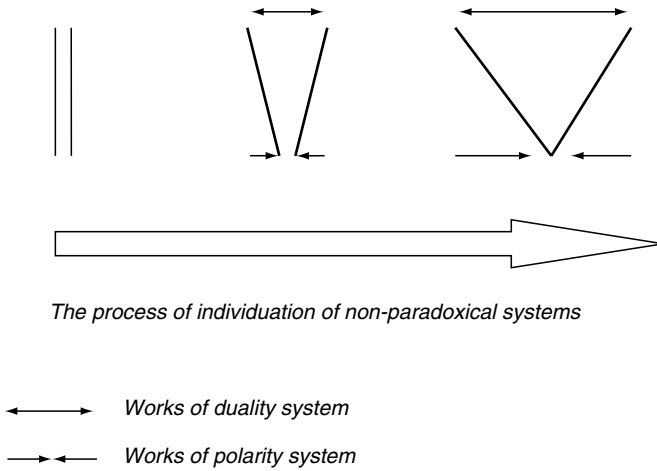 The process of individuation of non-paradoxical systems
Works of duality system
Works of polarity system